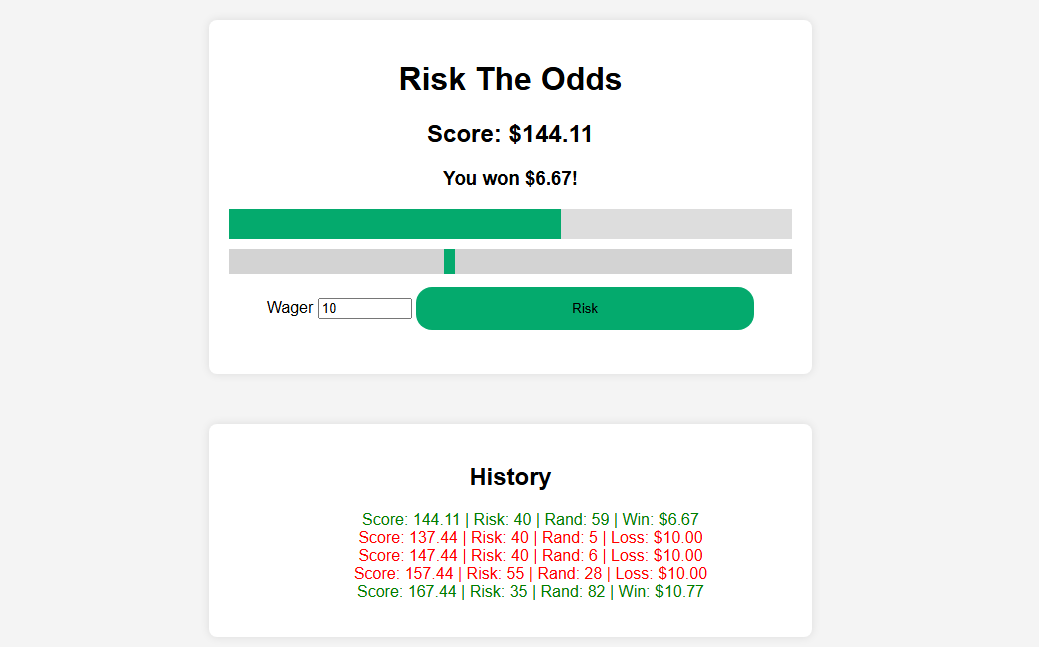 Risk The Odds
Score: $144.11
You won $6.67!
Wager 10 Risk
History
Score: 144.11 | Risk: 40 | Rand: 59 | Win: $6.67
Score: 137.44 | Risk: 40 | Rand: 5 | Loss: $10.00
Score: 147.44 | Risk: 40 | Rand: 6 | Loss: $10.00
Score: 157.44 | Risk: 55 | Rand: 28 | Loss: $10.00
Score: 167.44 | Risk: 35 | Rand: 82 | Win: $10.77